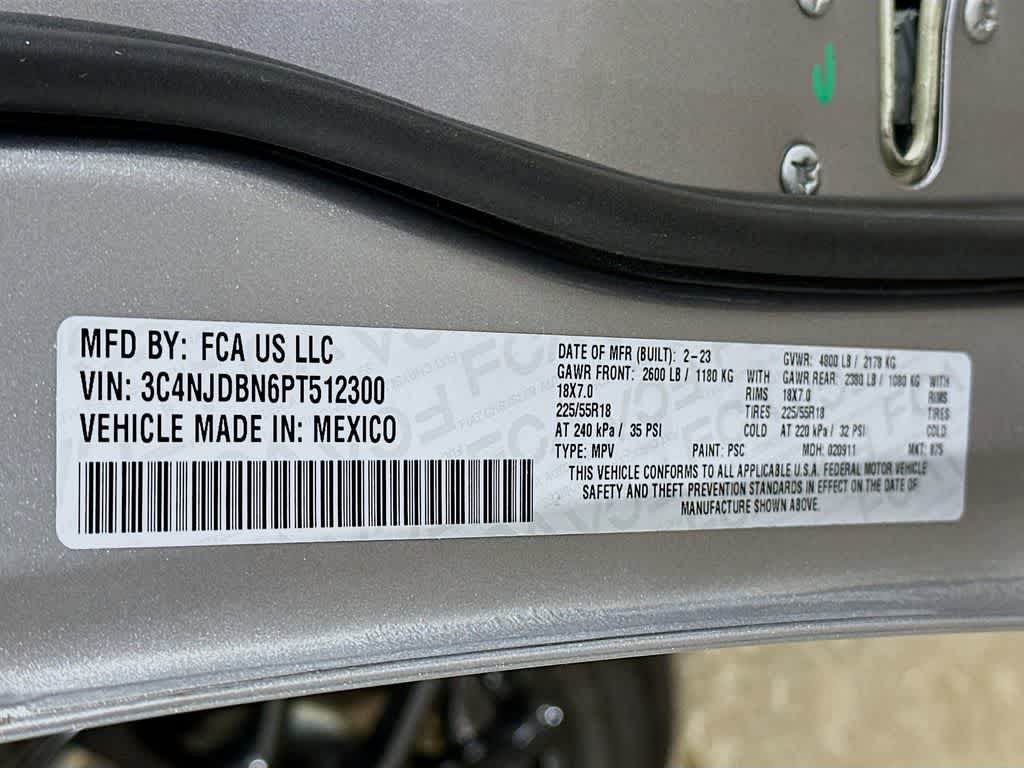 MFD BY: FCA US LLC
VIN: 3C4NJDBN6PT512300
VEHICLE MADE IN: MEXICO
DATE OF MFR (BUILT): 2-23
GVWR: 4800 LB / 2178 KG
GAWR FRONT: 2600 LB / 1180 KG WITH
GAWR REAR: 2380 LB / 1080 KG WITH
18X7.0 RIMS
18X7.0 RIMS
225/55R18 TIRES
225/55R18 TIRES
AT 240 kPa / 35 PSI COLD
AT 220 kPa / 32 PSI COLD
TYPE: MPV PAINT: PSC MDH: 020911 MKT: 975
THIS VEHICLE CONFORMS TO ALL APPLICABLE U.S.A. FEDERAL MOTOR VEHICLE
SAFETY AND THEFT PREVENTION STANDARDS IN EFFECT ON THE DATE OF
MANUFACTURE SHOWN ABOVE.